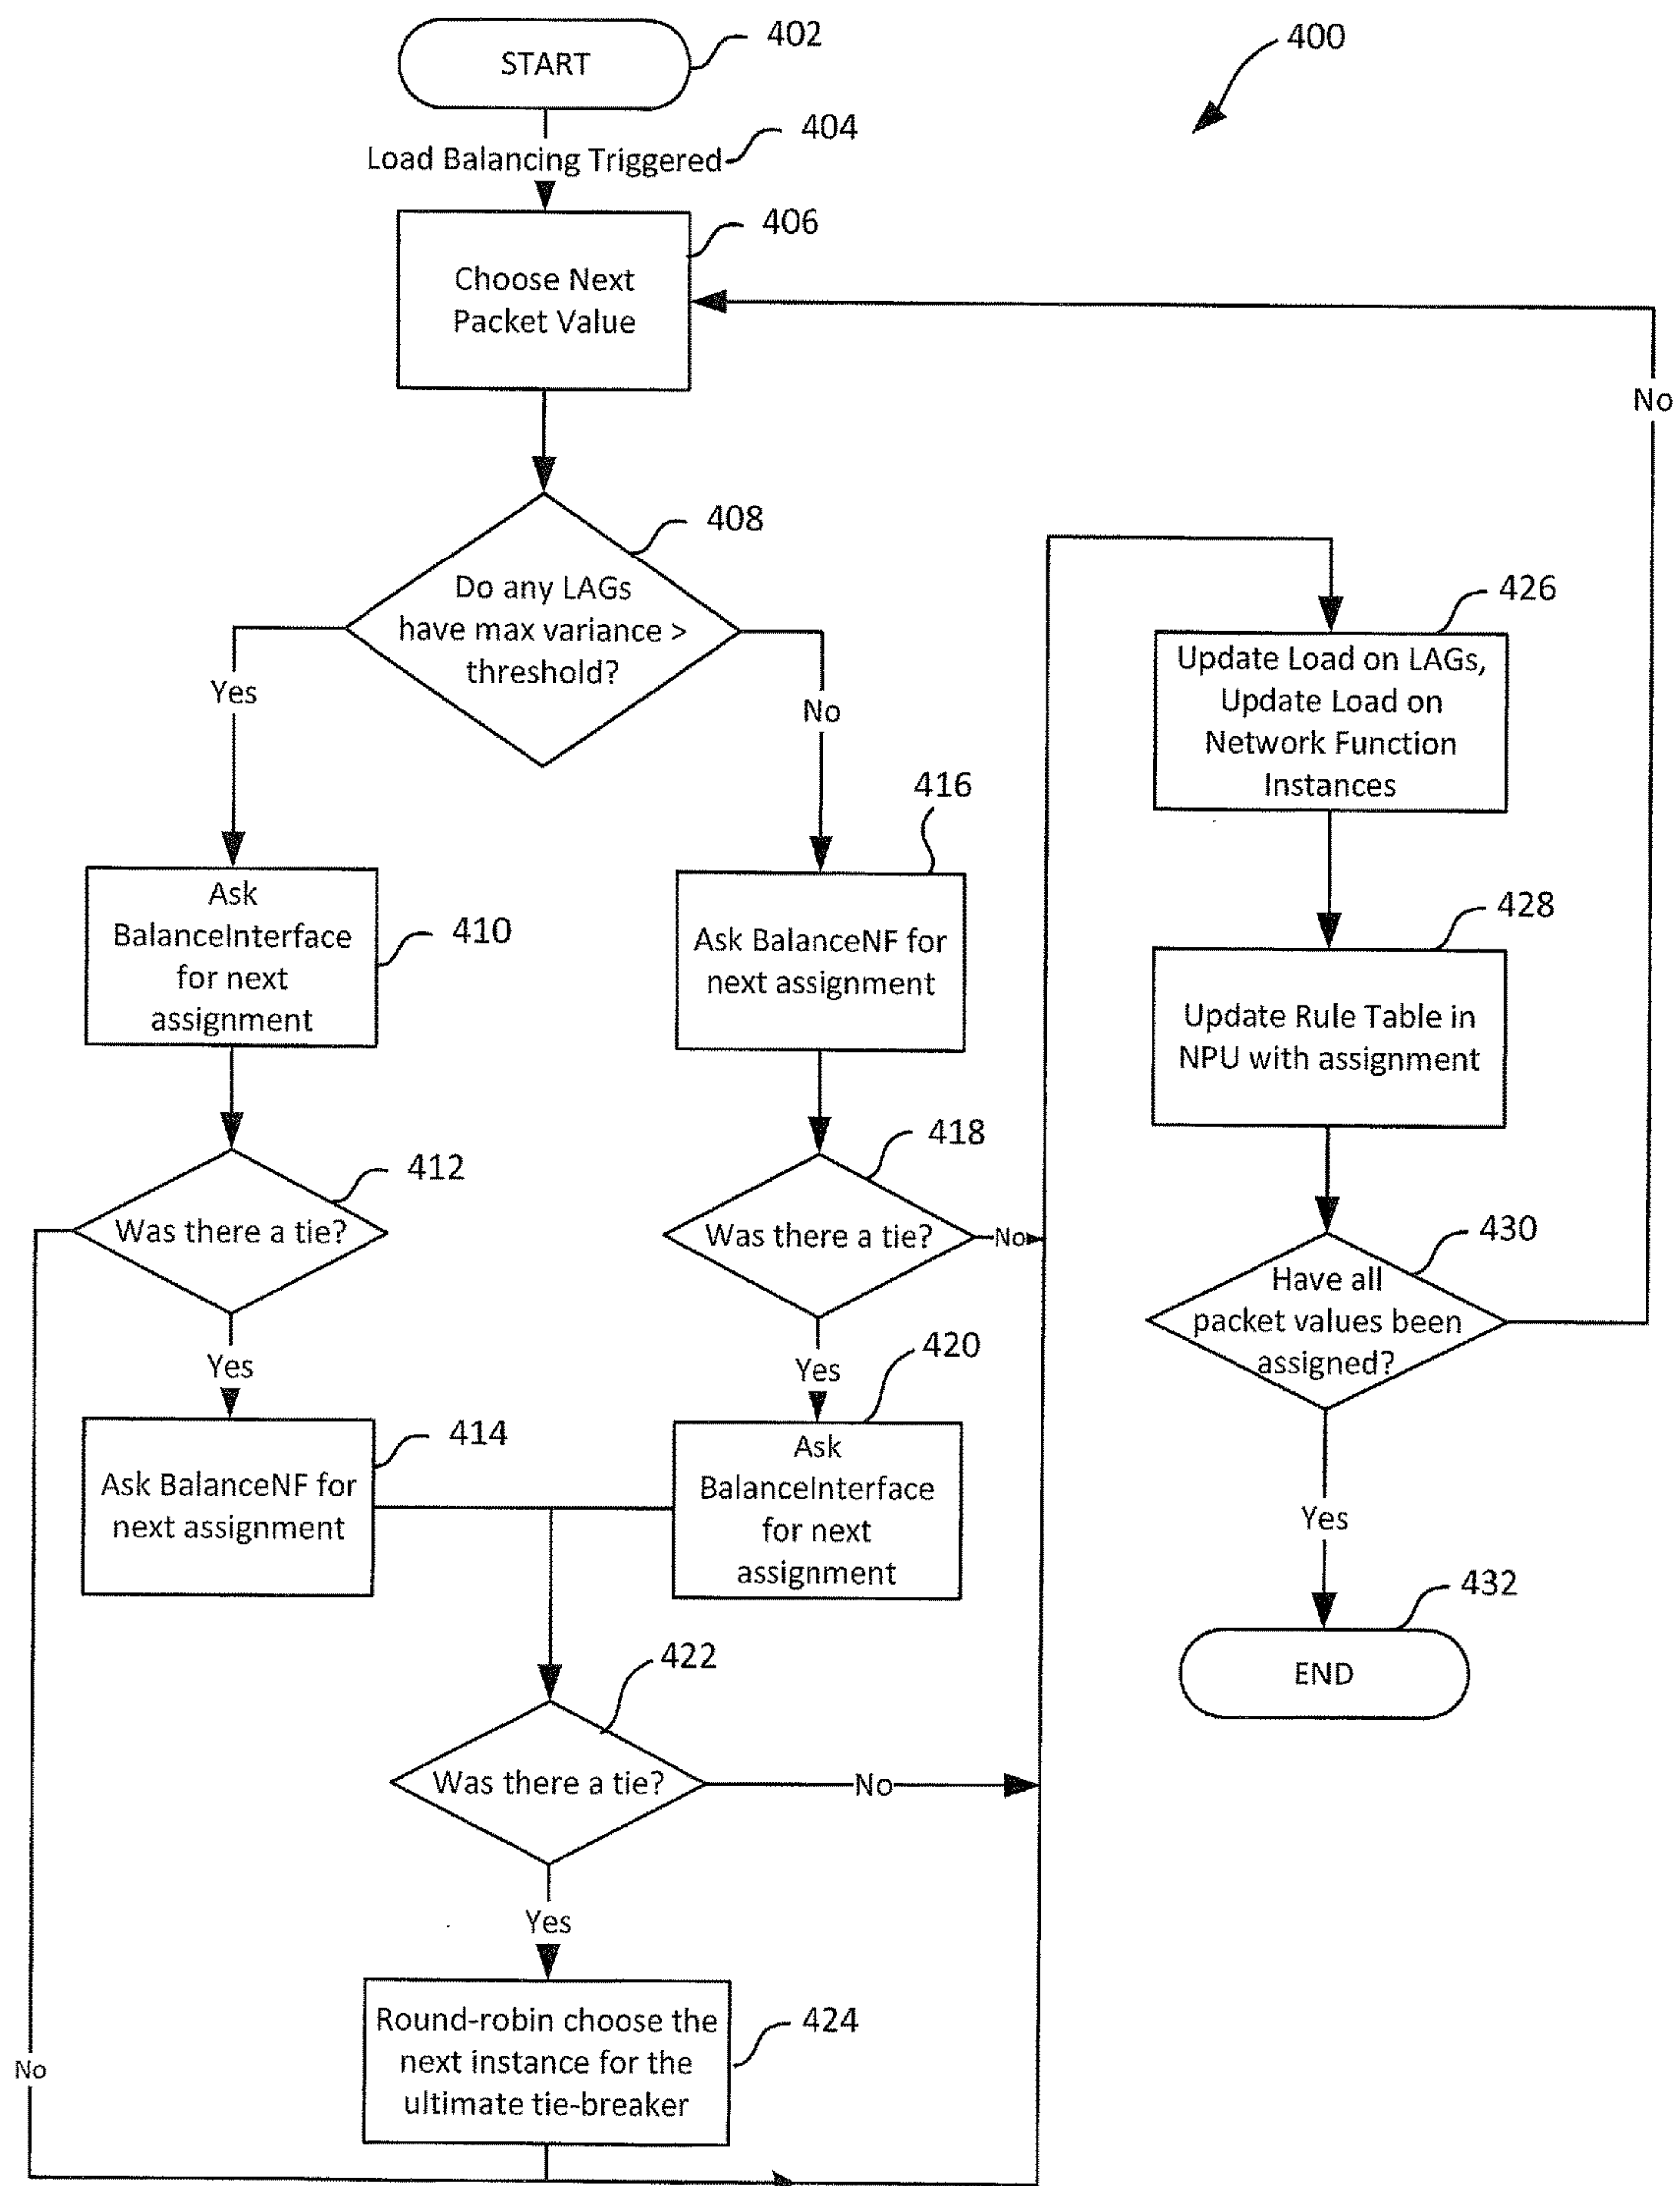 START
402
400
Load Balancing Triggered
404
406
Choose Next
Packet Value
No
408
Do any LAGs
have max variance >
threshold?
Yes
No
426
Update Load on LAGs,
Update Load on
Network Function
Instances
416
Ask
BalanceInterface
for next
assignment
410
Ask BalanceNF for
next assignment
428
Update Rule Table in
NPU with assignment
412
Was there a tie?
418
Was there a tie?
No
430
Have all
packet values been
assigned?
Yes
Yes
420
414
Ask BalanceNF for
next assignment
Ask
BalanceInterface
for next
assignment
Yes
432
END
422
Was there a tie?
No
Yes
Round-robin choose the
next instance for the
ultimate tie-breaker
424
No